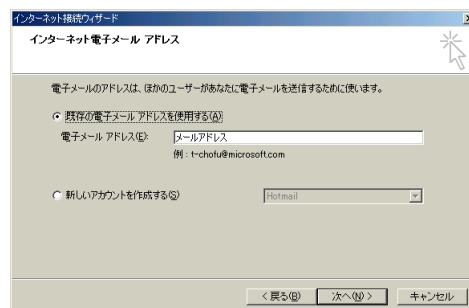 インターネット接続ウィザード
インターネット電子メール アドレス
電子メールのアドレスは、ほかのユーザーがあなたに電子メールを送信するために使います。
既存の電子メール アドレスを使用する(A)
電子メール アドレス(E): メールアドレス
例 : t-chofu@microsoft.com
新しいアカウントを作成する(S) Hotmail
< 戻る(B) 次へ(N) > キャンセル